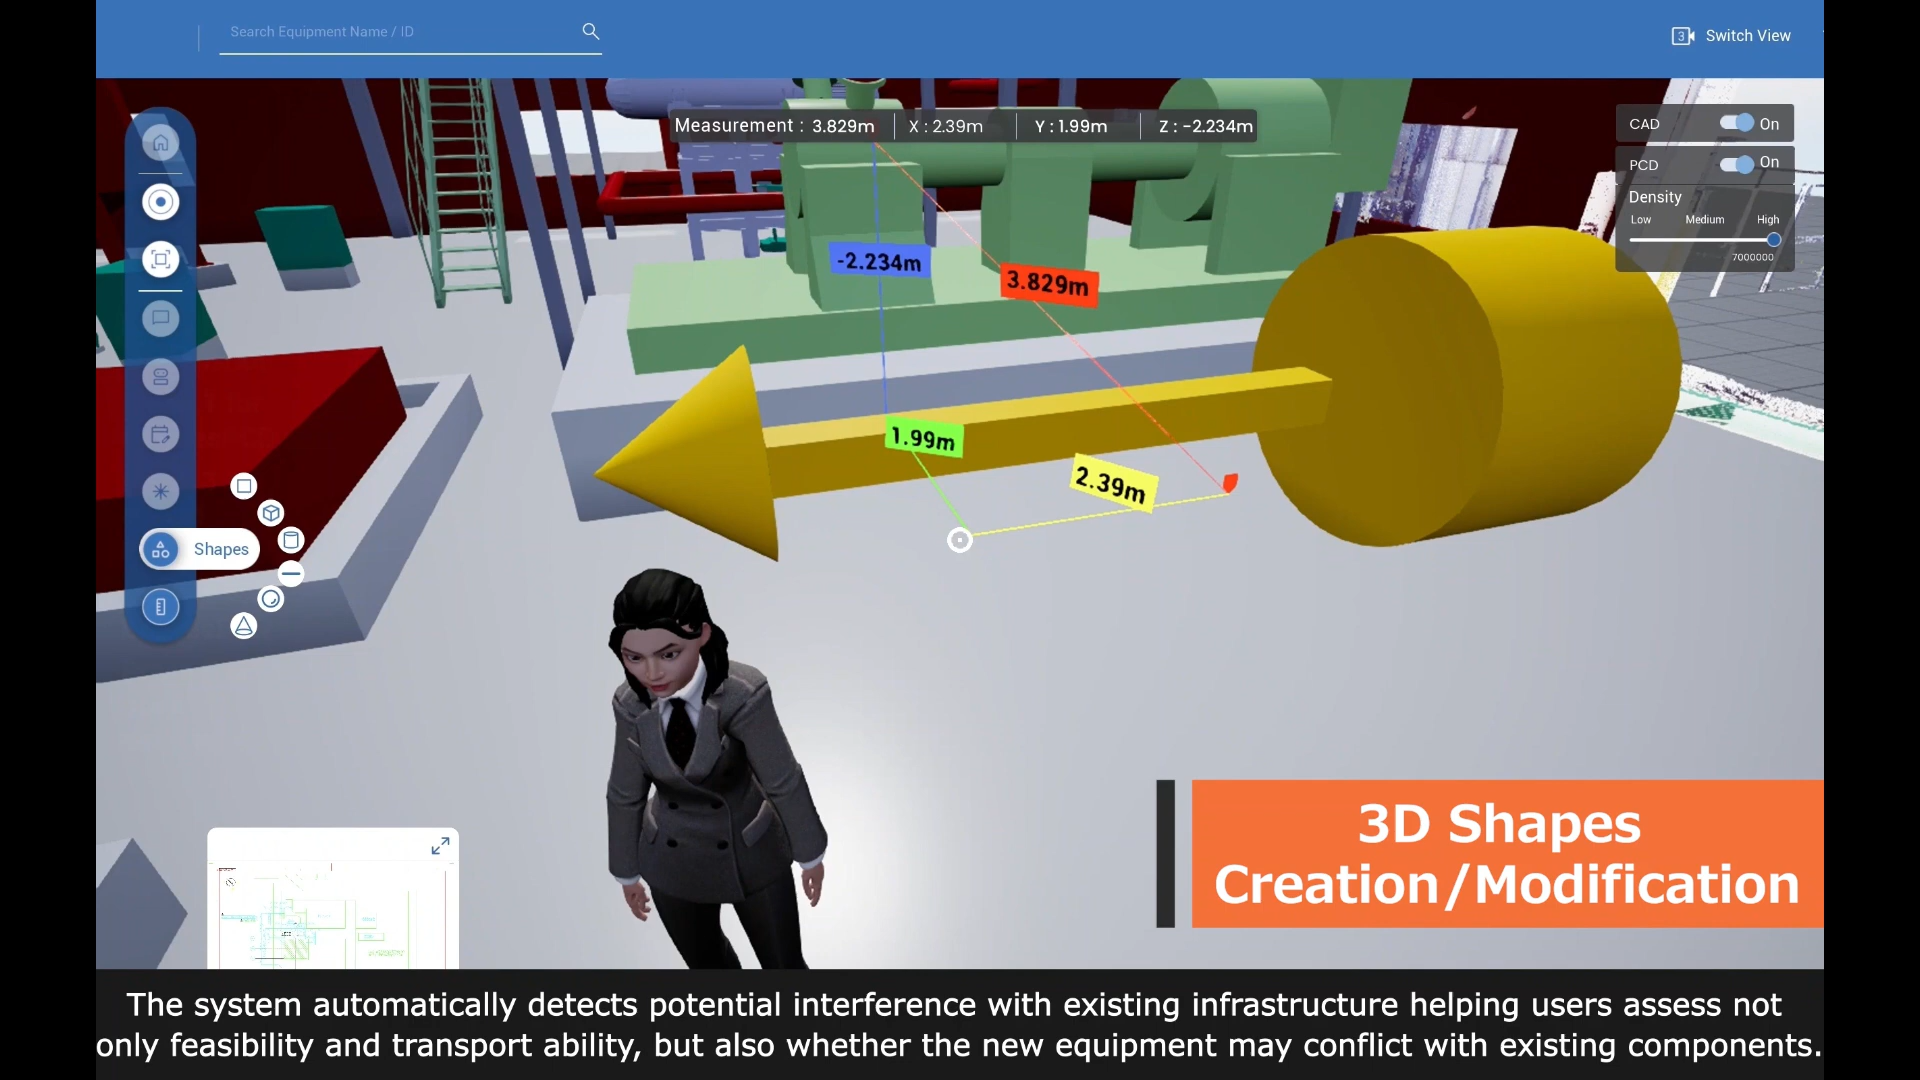 Search Equipment Name / ID
3 Switch View
Measurement : 3.829m X : 2.39m Y : 1.99m Z : -2.234m
CAD On
PCD On
Density
Low Medium High
7000000
-2.234m
3.829m
1.99m
2.39m
Shapes
3D Shapes
Creation/Modification
The system automatically detects potential interference with existing infrastructure helping users assess not
only feasibility and transport ability, but also whether the new equipment may conflict with existing components.